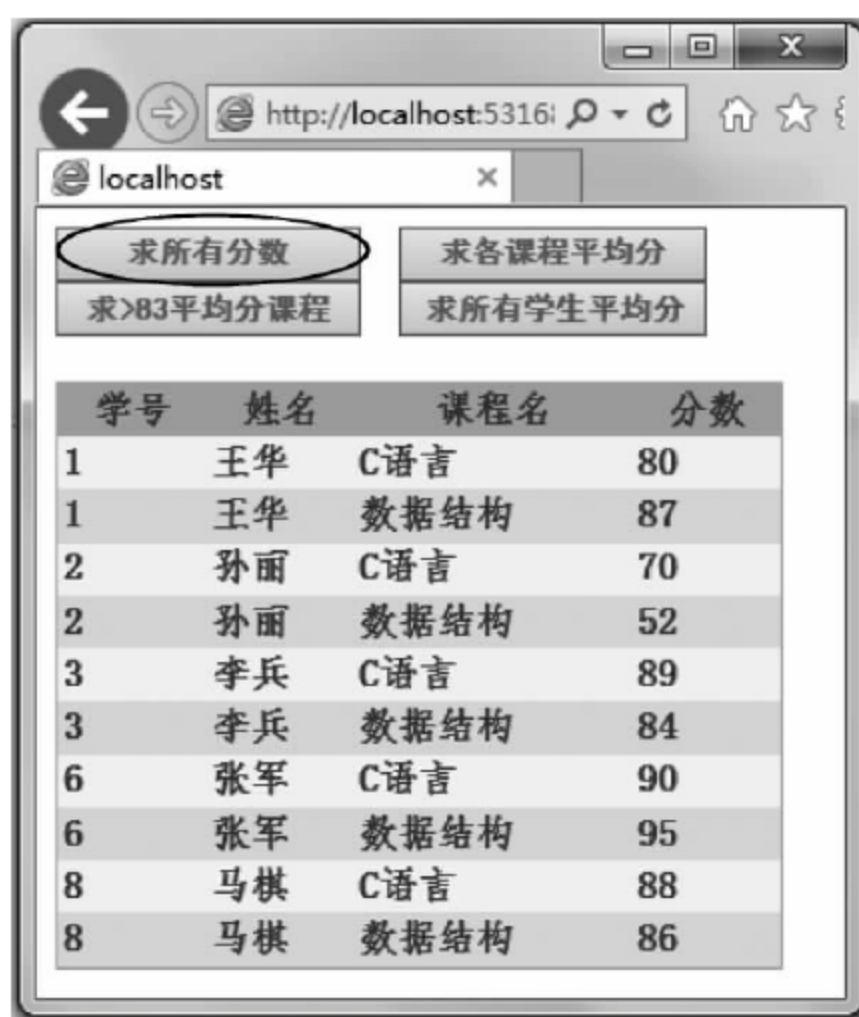 http://localhost:5316
localhost
求所有分数 求各课程平均分
求>83平均分课程 求所有学生平均分
学号 姓名 课程名 分数
1 王华 C语言 80
1 王华 数据结构 87
2 孙丽 C语言 70
2 孙丽 数据结构 52
3 李兵 C语言 89
3 李兵 数据结构 84
6 张军 C语言 90
6 张军 数据结构 95
8 马棋 C语言 88
8 马棋 数据结构 86